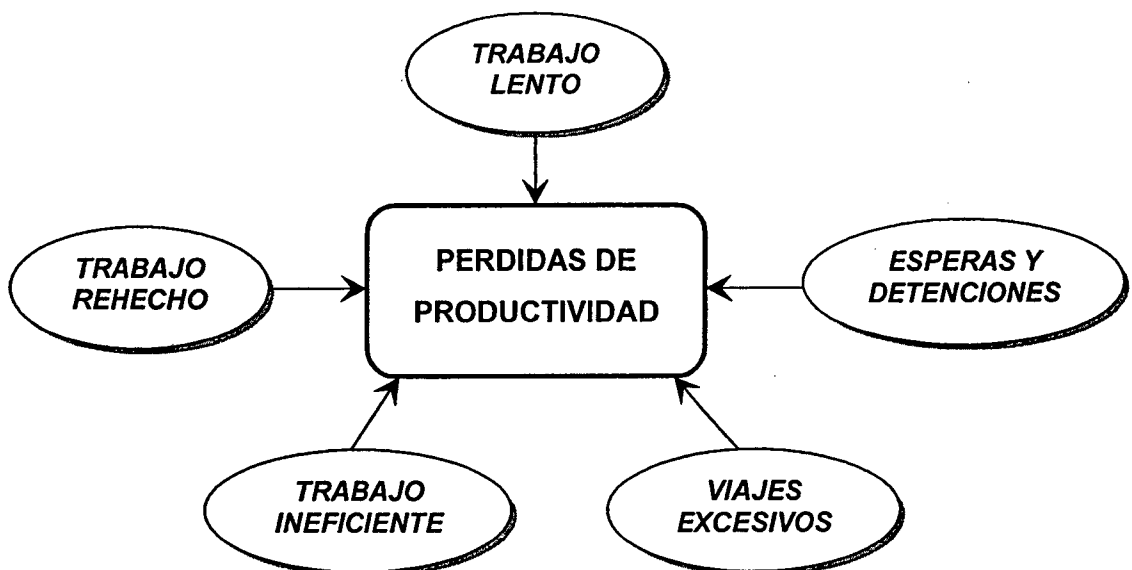 TRABAJO
LENTO
TRABAJO
REHECHO
PERDIDAS DE
PRODUCTIVIDAD
ESPERAS Y
DETENCIONES
TRABAJO
INEFICIENTE
VIAJES
EXCESIVOS